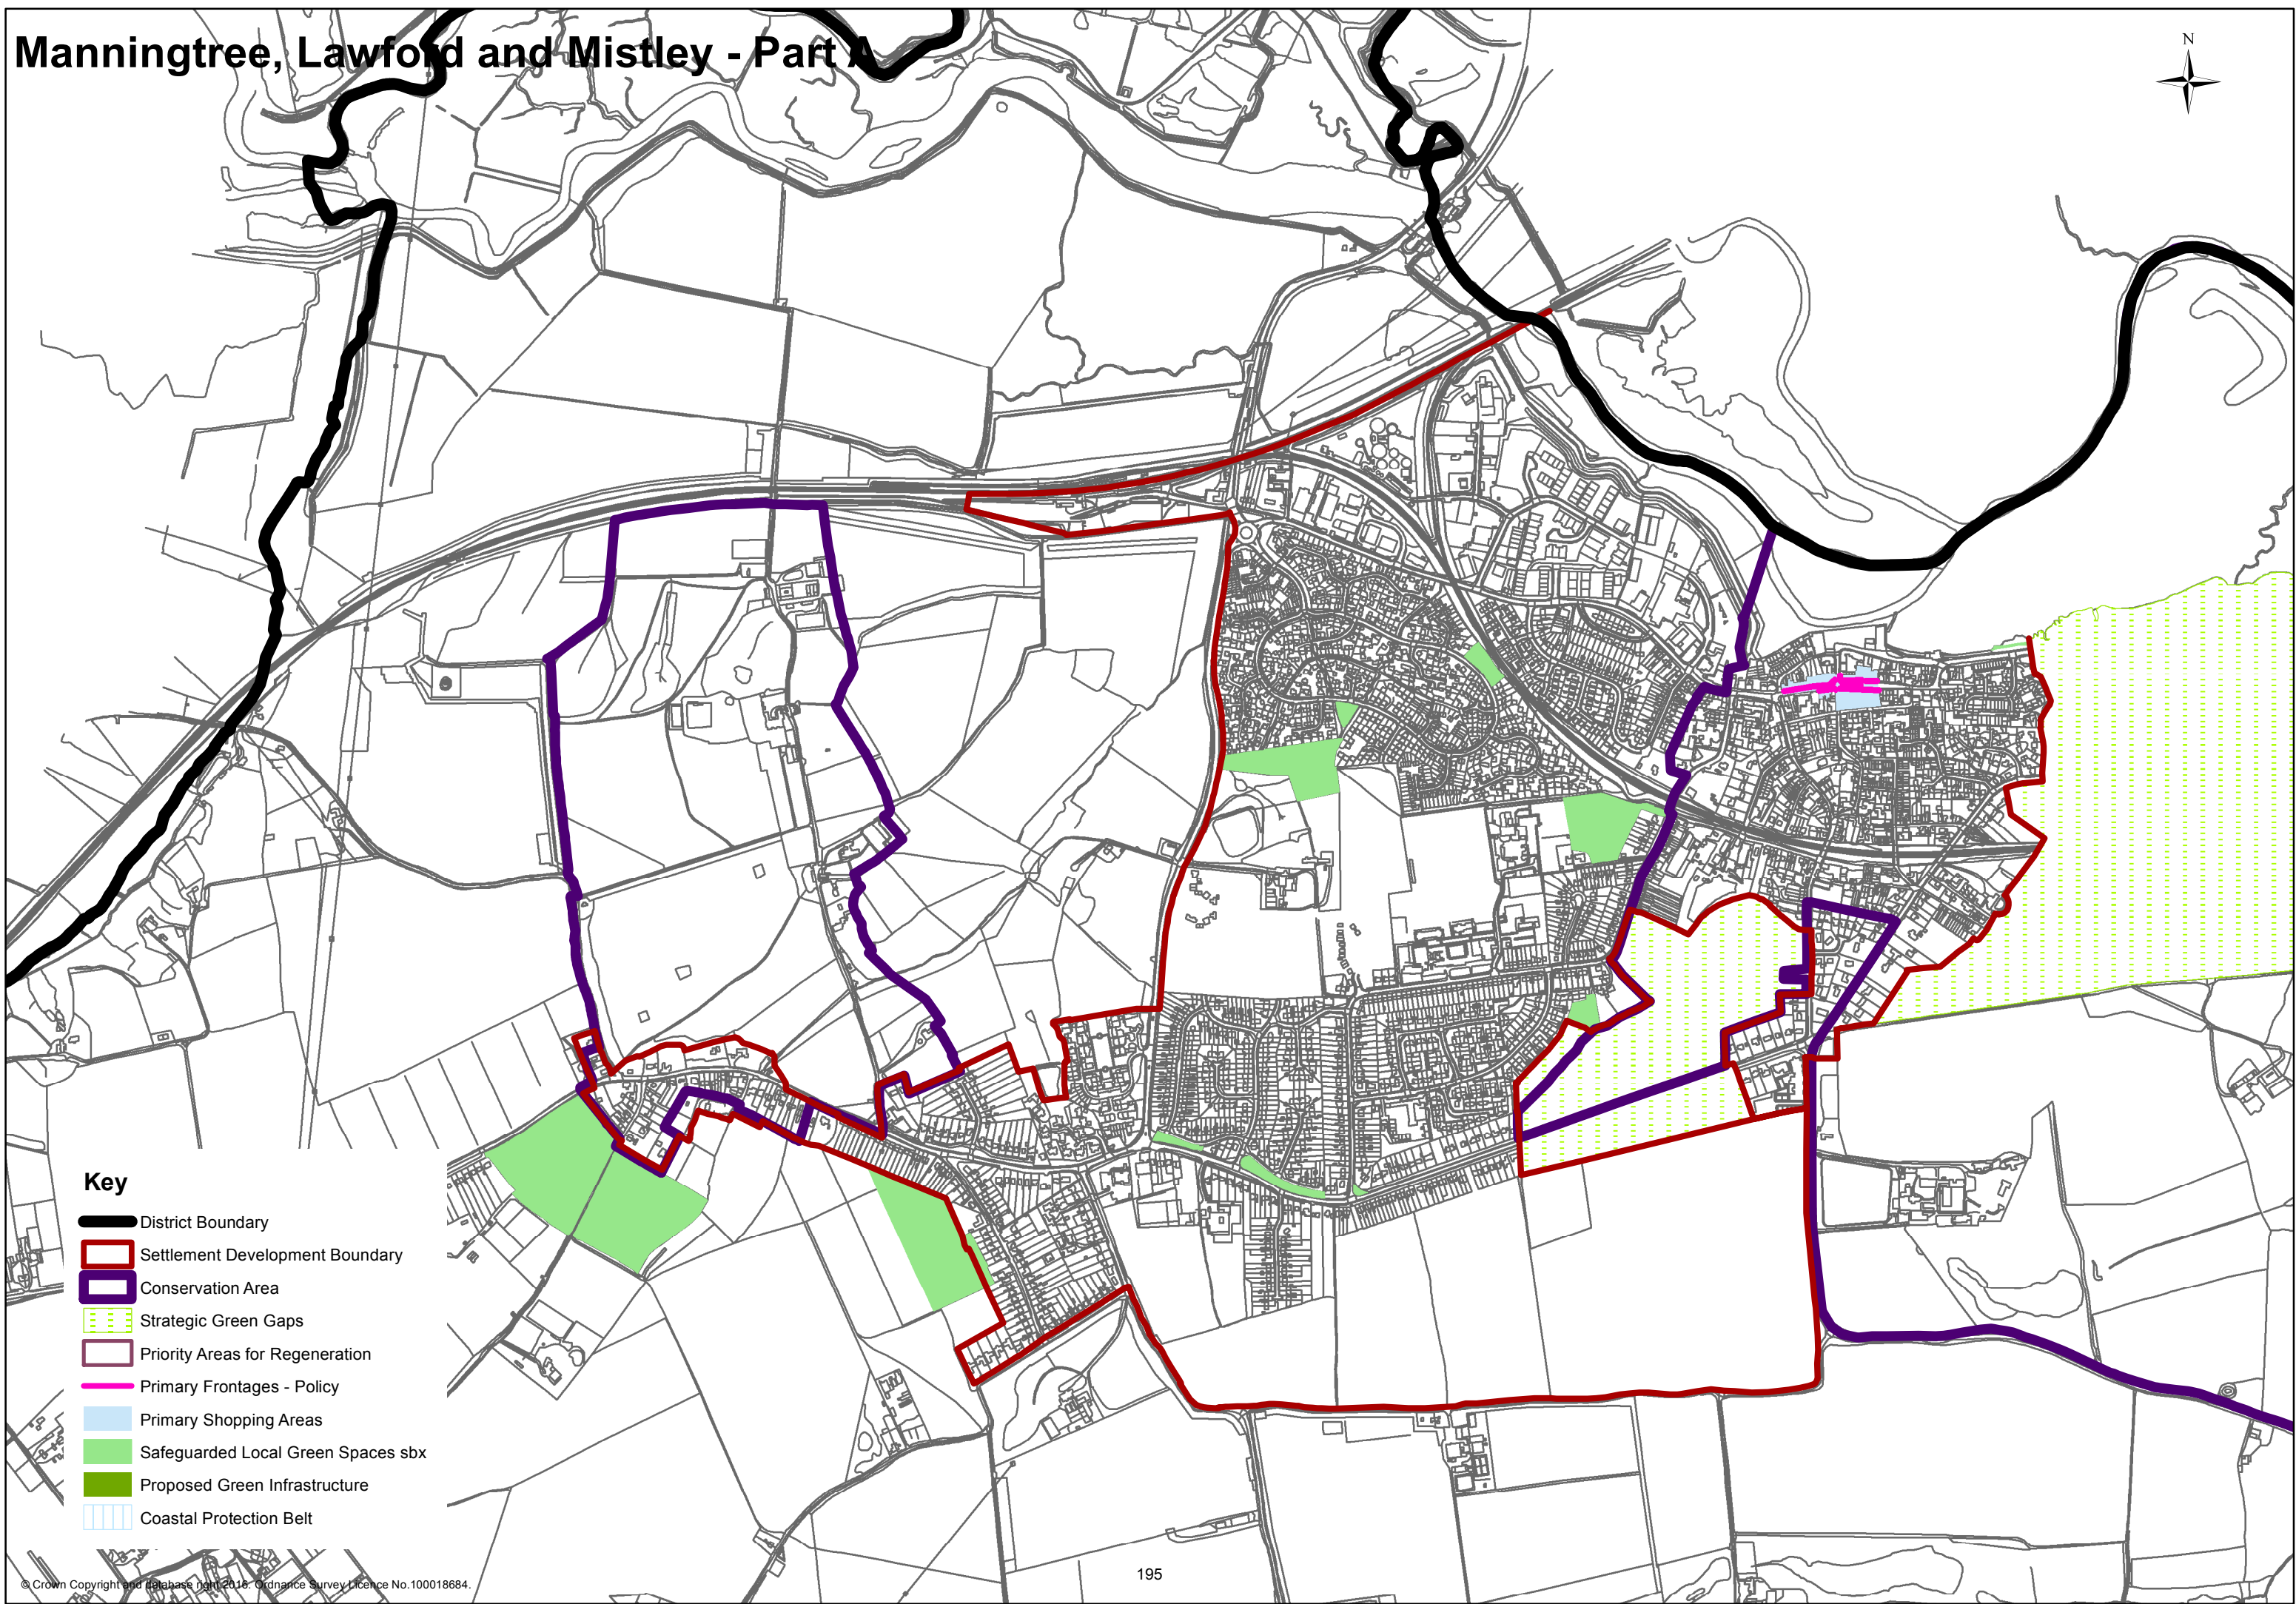 Manningtree, Lawford and Mistley - Part A
N
Key
District Boundary
Settlement Development Boundary
Conservation Area
Strategic Green Gaps
Priority Areas for Regeneration
Primary Frontages - Policy
Primary Shopping Areas
Safeguarded Local Green Spaces sbx
Proposed Green Infrastructure
Coastal Protection Belt
© Crown Copyright and database right 2016. Ordnance Survey Licence No.100018684.
195